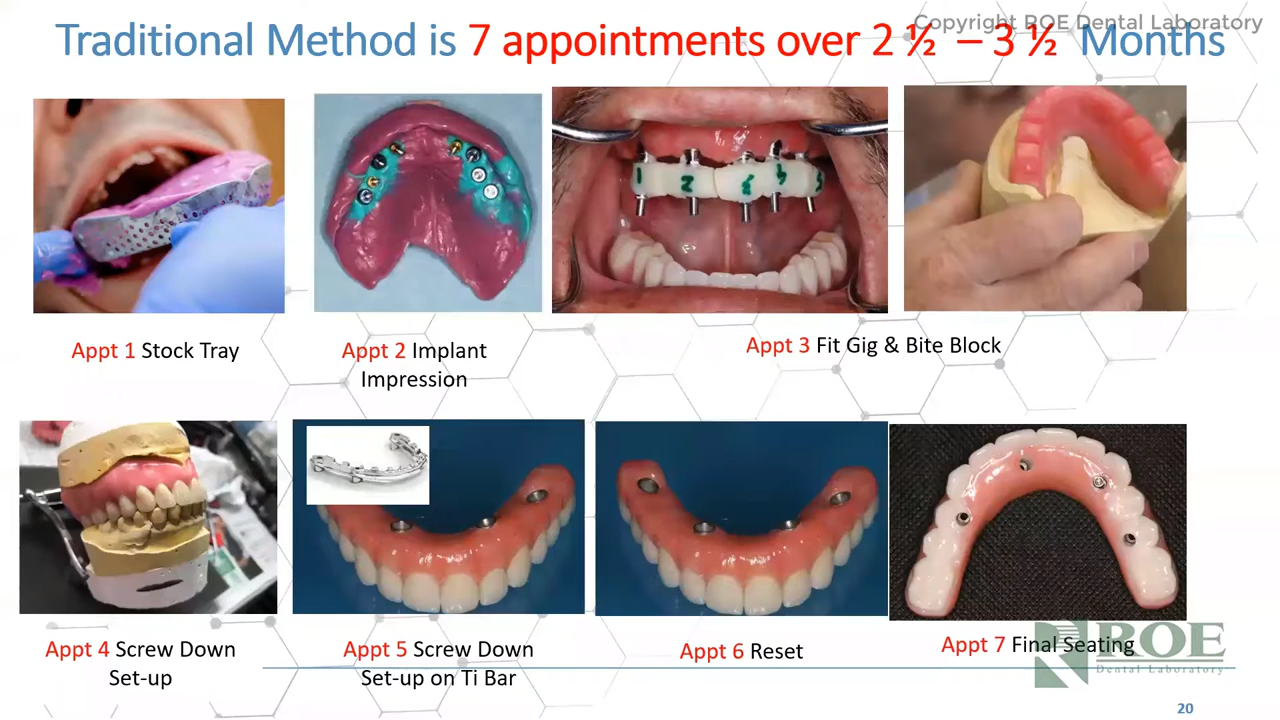 Copyright ROE Dental Laboratory
Traditional Method is 7 appointments over 2 ½ – 3 ½ Months
1 2 3 4 5
Appt 1 Stock Tray
Appt 2 Implant
Impression
Appt 3 Fit Gig & Bite Block
Appt 4 Screw Down
Set-up
Appt 5 Screw Down
Set-up on Ti Bar
Appt 6 Reset
Appt 7 Final Seating
ROE
Dental Laboratory
20